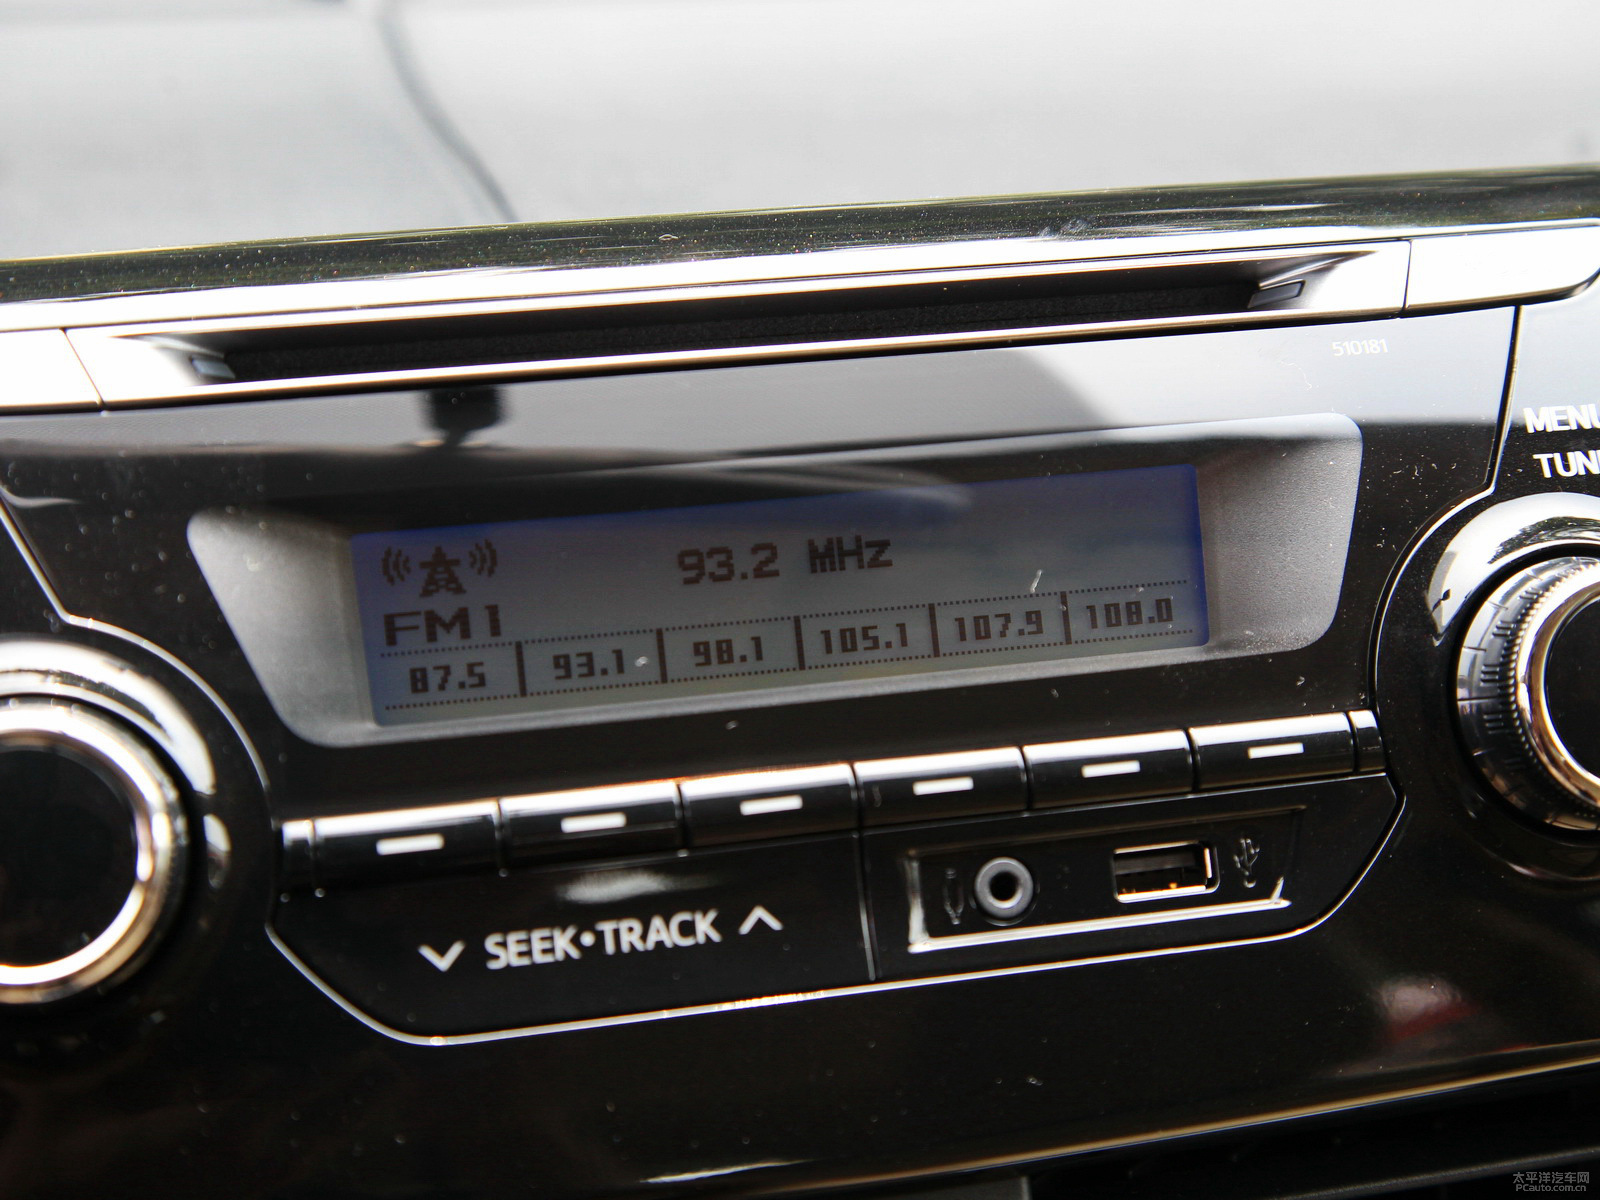 510181
MENU
TUN
93.2 MHz
FM1
87.5 93.1 98.1 105.1 107.9 108.0
SEEK•TRACK
太平洋汽车网
PCauto.com.cn